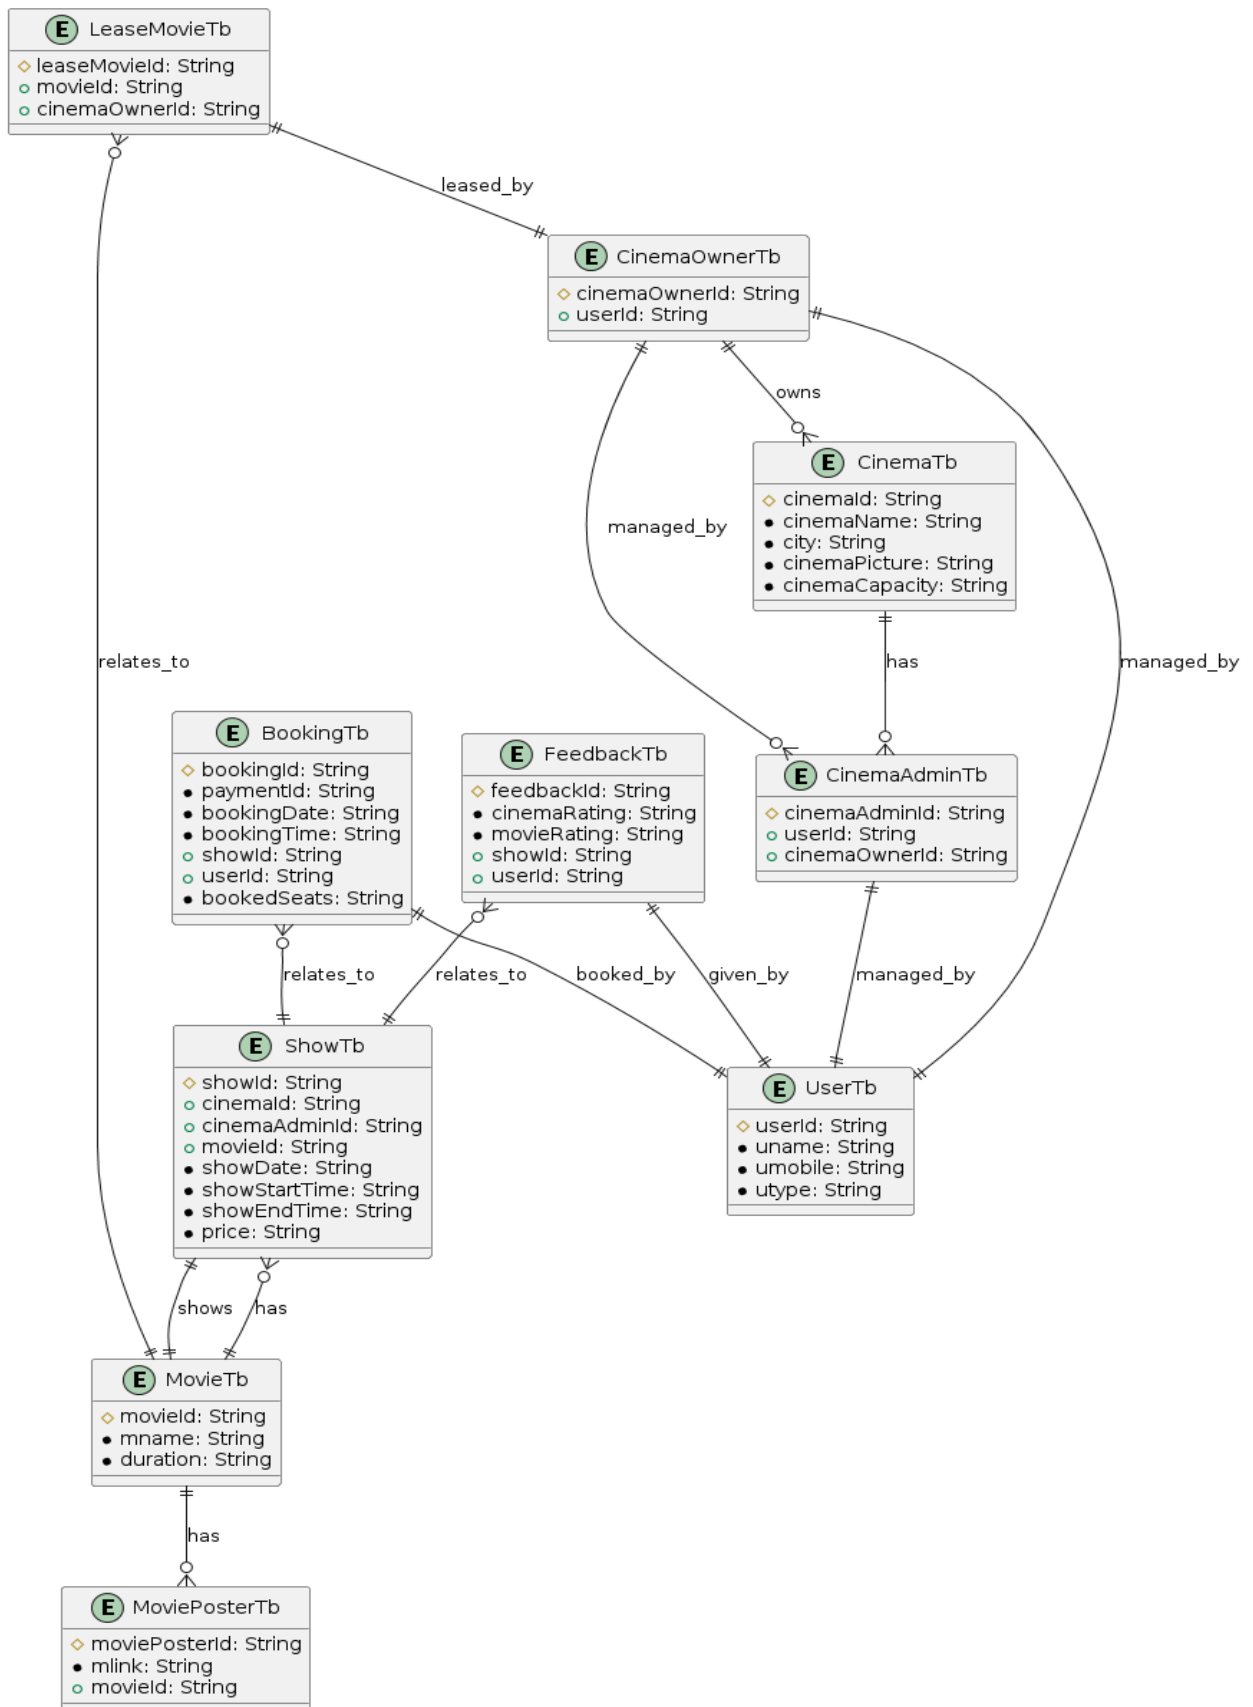 E LeaseMovieTb
leaseMovieId: String
movieId: String
cinemaOwnerId: String
leased_by
E CinemaOwnerTb
cinemaOwnerId: String
userId: String
owns
managed_by
E CinemaTb
cinemaId: String
cinemaName: String
city: String
cinemaPicture: String
cinemaCapacity: String
relates_to
has
managed_by
E BookingTb
bookingId: String
paymentId: String
bookingDate: String
bookingTime: String
showId: String
userId: String
bookedSeats: String
E FeedbackTb
feedbackId: String
cinemaRating: String
movieRating: String
showId: String
userId: String
E CinemaAdminTb
cinemaAdminId: String
userId: String
cinemaOwnerId: String
relates_to
relates_to
booked_by
given_by
managed_by
E ShowTb
showId: String
cinemaId: String
cinemaAdminId: String
movieId: String
showDate: String
showStartTime: String
showEndTime: String
price: String
E UserTb
userId: String
uname: String
umobile: String
utype: String
shows
has
E MovieTb
movieId: String
mname: String
duration: String
has
E MoviePosterTb
moviePosterId: String
mlink: String
movieId: String